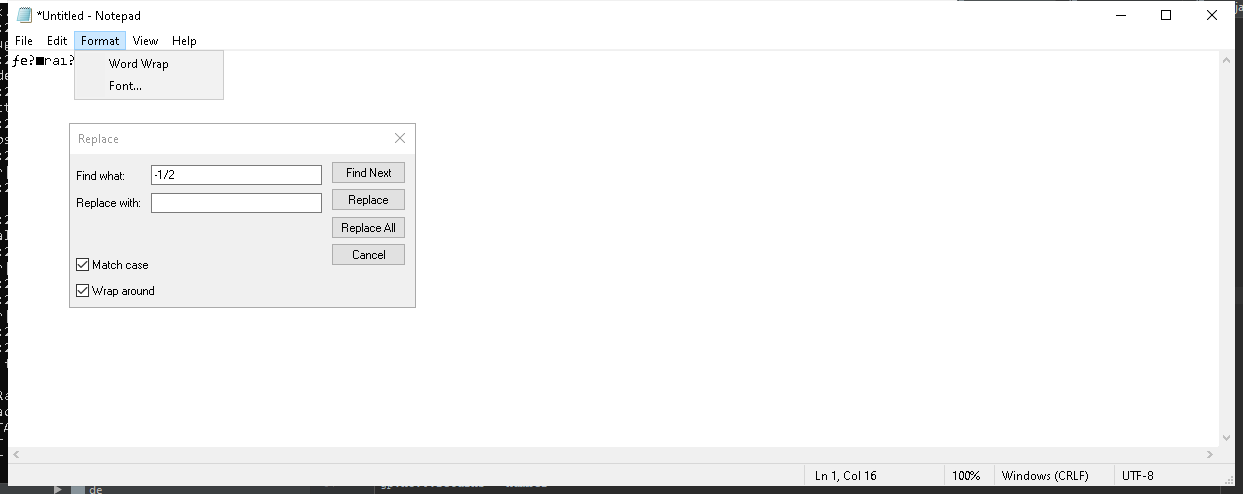 *Untitled - Notepad
File Edit Format View Help
ƒe?■raı?
Word Wrap
Font...
Replace
Find what: -1/2 Find Next
Replace with: Replace
Replace All
Cancel
Match case
Wrap around
Ln 1, Col 16 100% Windows (CRLF) UTF-8
de